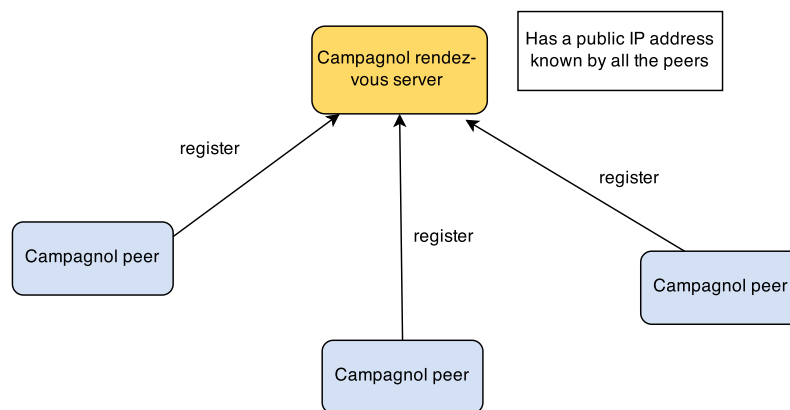 Campagnol rendez-
vous server
Has a public IP address
known by all the peers
register
register
register
Campagnol peer
Campagnol peer
Campagnol peer